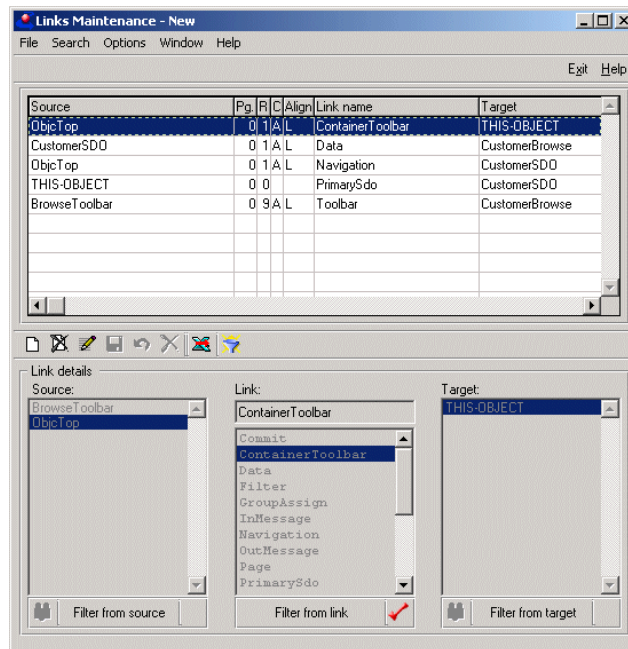 Links Maintenance - New
File Search Options Window Help
Exit Help
Source Pg. R C Align Link name Target
ObjcTop 0 1 A L ContainerToolbar THIS-OBJECT
CustomerSDO 0 1 A L Data CustomerBrowse
ObjcTop 0 1 A L Navigation CustomerSDO
THIS-OBJECT 0 0 PrimarySdo CustomerSDO
BrowseToolbar 0 9 A L Toolbar CustomerBrowse
Link details
Source: Link: Target:
BrowseToolbar ContainerToolbar THIS-OBJECT
ObjcTop
Commit
ContainerToolbar
Data
Filter
GroupAssign
InMessage
Navigation
OutMessage
Page
PrimarySdo
Filter from source Filter from link Filter from target